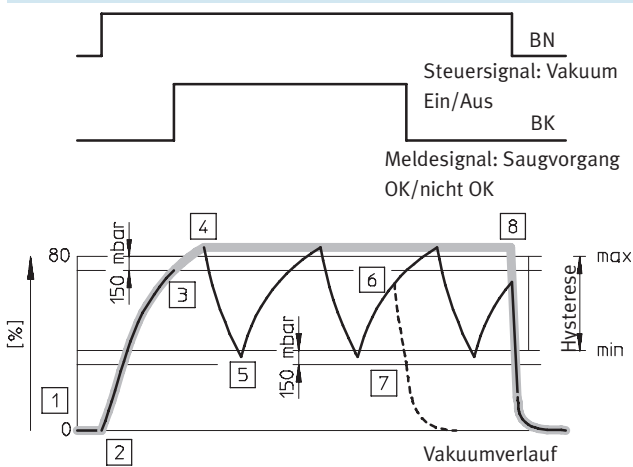 BN
Steuersignal: Vakuum
Ein/Aus
BK
Meldesignal: Saugvorgang
OK/nicht OK
4
8
80
150 mbar
max
3
6
[%]
Hysterese
min
5
150 mbar
7
1
0
2
Vakuumverlauf